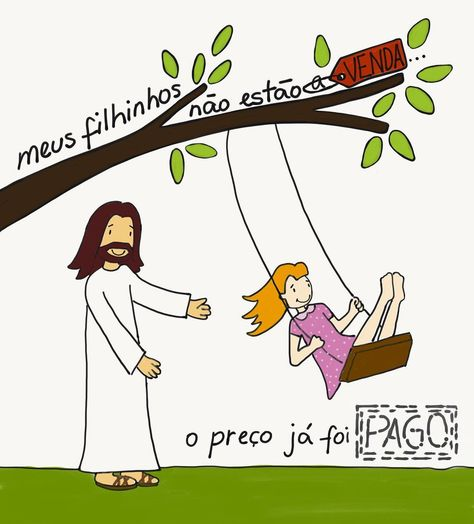 meus filhinhos não estão a VENDA...
o preço já foi PAGO